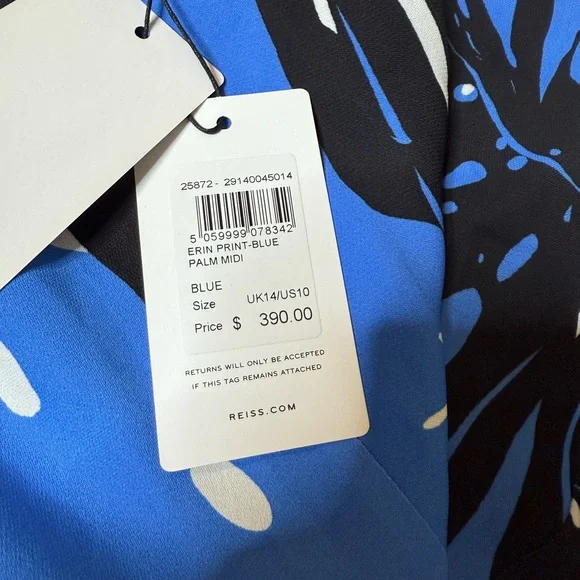 25872 - 29140045014
5 059999 078342
ERIN PRINT-BLUE
PALM MIDI
BLUE
Size UK14/US10
Price $ 390.00
RETURNS WILL ONLY BE ACCEPTED
IF THIS TAG REMAINS ATTACHED
REISS.COM